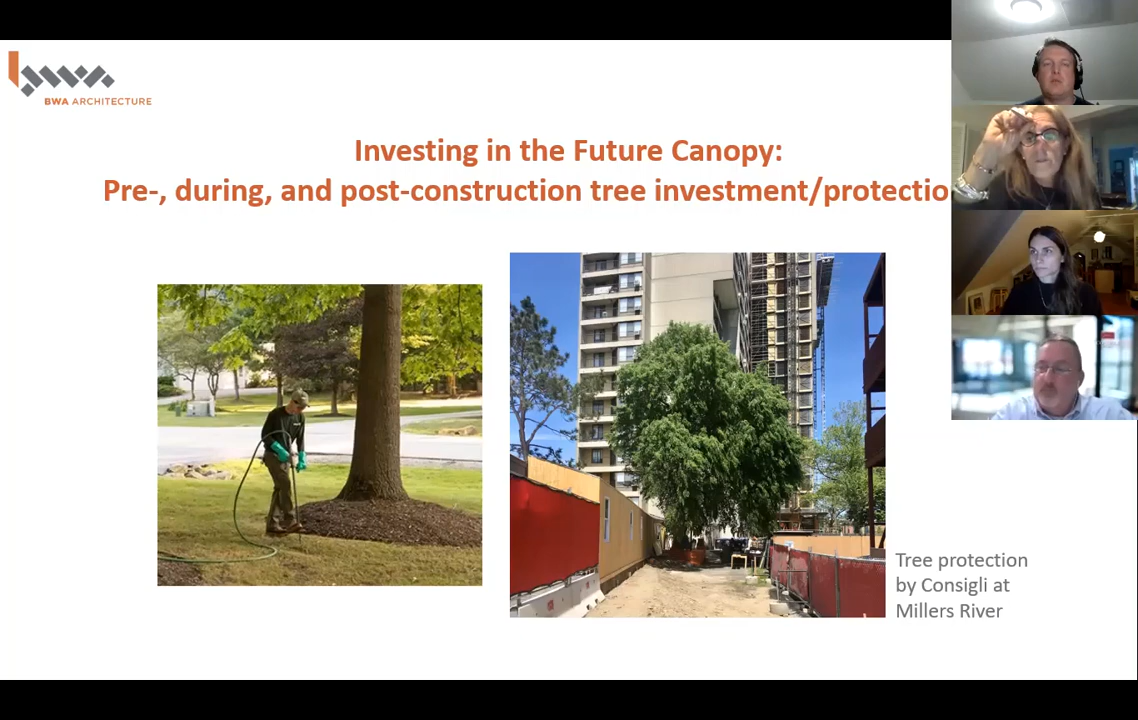 BWA ARCHITECTURE
Investing in the Future Canopy:
Pre-, during, and post-construction tree investment/protectio
Tree protection
by Consigli at
Millers River